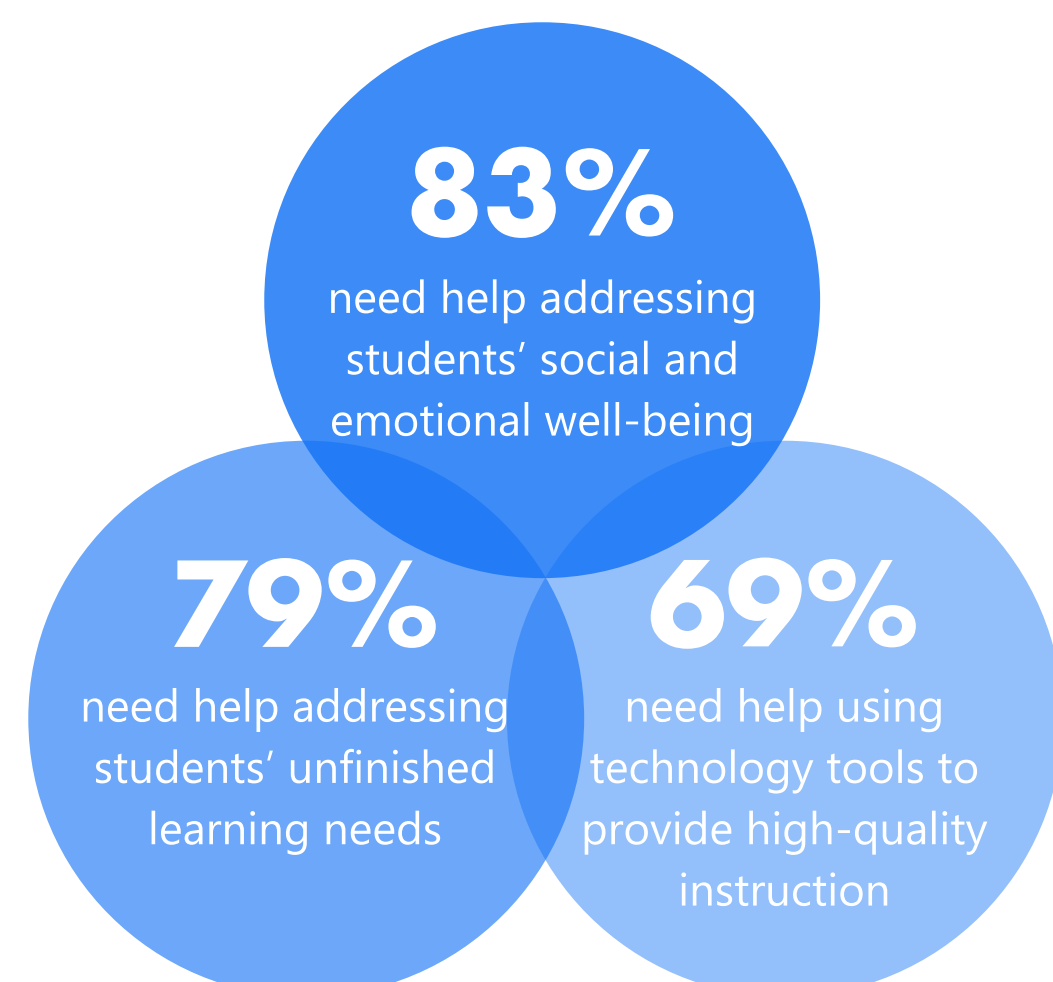 83%
need help addressing
students’ social and
emotional well-being
79%
need help addressing
students’ unfinished
learning needs
69%
need help using
technology tools to
provide high-quality
instruction